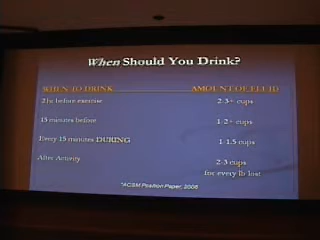 When Should You Drink?
WHEN TO DRINK AMOUNT OF FLUID
2 hr before exercise 2-3+ cups
15 minutes before 1-2+ cups
Every 15 minutes DURING 1-1.5 cups
After Activity 2-3 cups
for every lb lost
*ACSM Position Paper, 2006